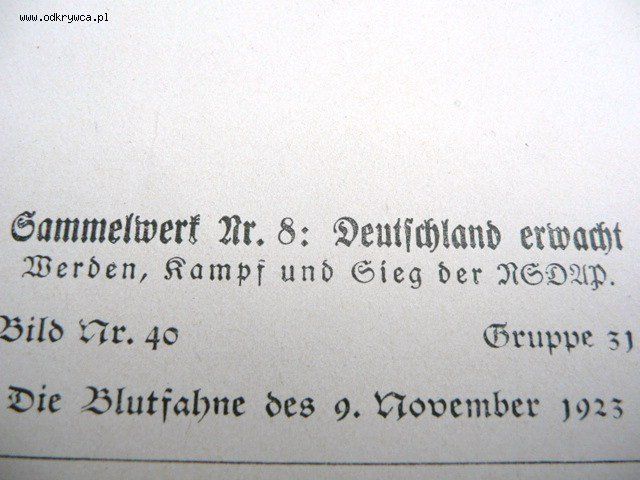 www.odkrywca.pl
Sammelwerk Nr. 8: Deutschland erwacht
Werden, Kampf und Sieg der NSDAP.
Bild Nr. 40 Gruppe 31
Die Blutfahne des 9. November 1923